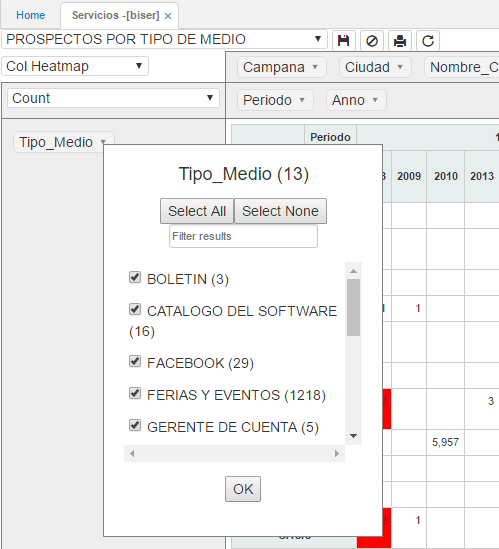 Home
Servicios -[biser] ×
PROSPECTOS POR TIPO DE MEDIO
Col Heatmap
Campana
Ciudad
Nombre_C
Count
Periodo
Anno
Tipo_Medio
Periodo
1
8
2009
2010
2013
Tipo_Medio (13)
Select All
Select None
Filter results
BOLETIN (3)
CATALOGO DEL SOFTWARE
(16)
FACEBOOK (29)
FERIAS Y EVENTOS (1218)
GERENTE DE CUENTA (5)
OK
1
1
3
5,957
1